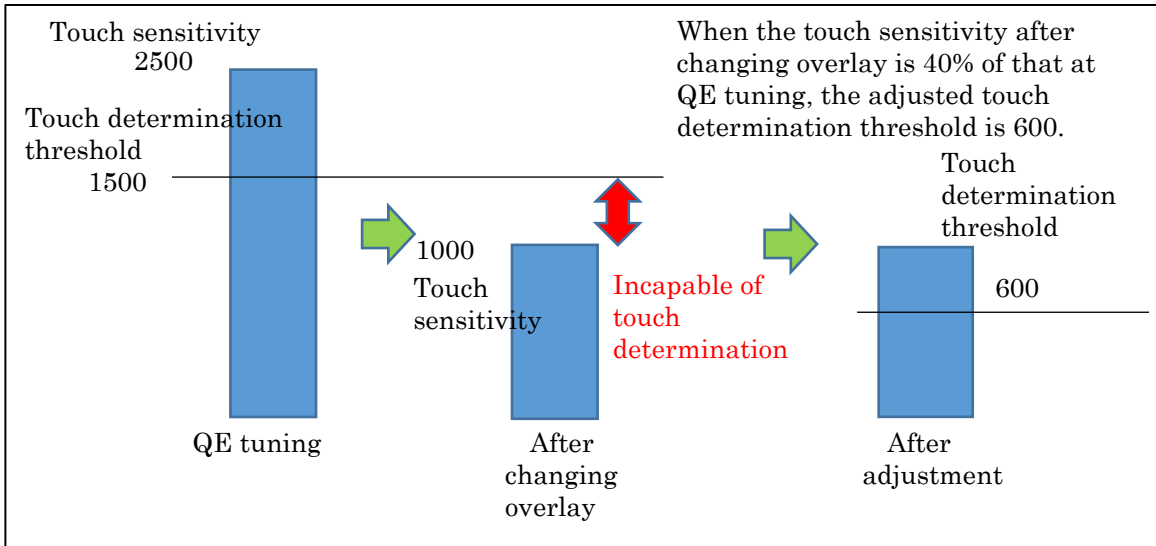 Touch sensitivity
2500
Touch determination
threshold
1500
QE tuning
1000
Touch
sensitivity
After
changing
overlay
Incapable of
touch
determination
When the touch sensitivity after
changing overlay is 40% of that at
QE tuning, the adjusted touch
determination threshold is 600.
Touch
determination
threshold
600
After
adjustment